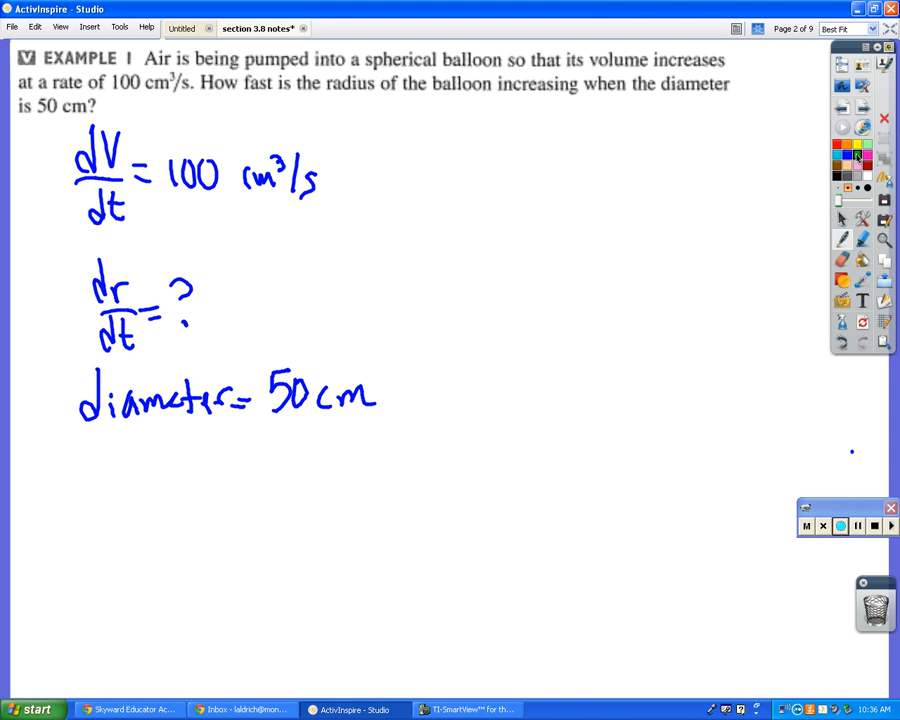 ActivInspire - Studio
File Edit View Insert Tools Help
Untitled
section 3.8 notes*
Page 2 of 9
Best Fit
V EXAMPLE 1 Air is being pumped into a spherical balloon so that its volume increases
at a rate of 100 cm³/s. How fast is the radius of the balloon increasing when the diameter
is 50 cm?
dV/dt = 100 cm³/s
dr/dt = ?
diameter = 50 cm
T
M
start
Skyward Educator Ac...
Inbox - laldrich@mon...
ActivInspire - Studio
TI-SmartView™ for th...
10:36 AM